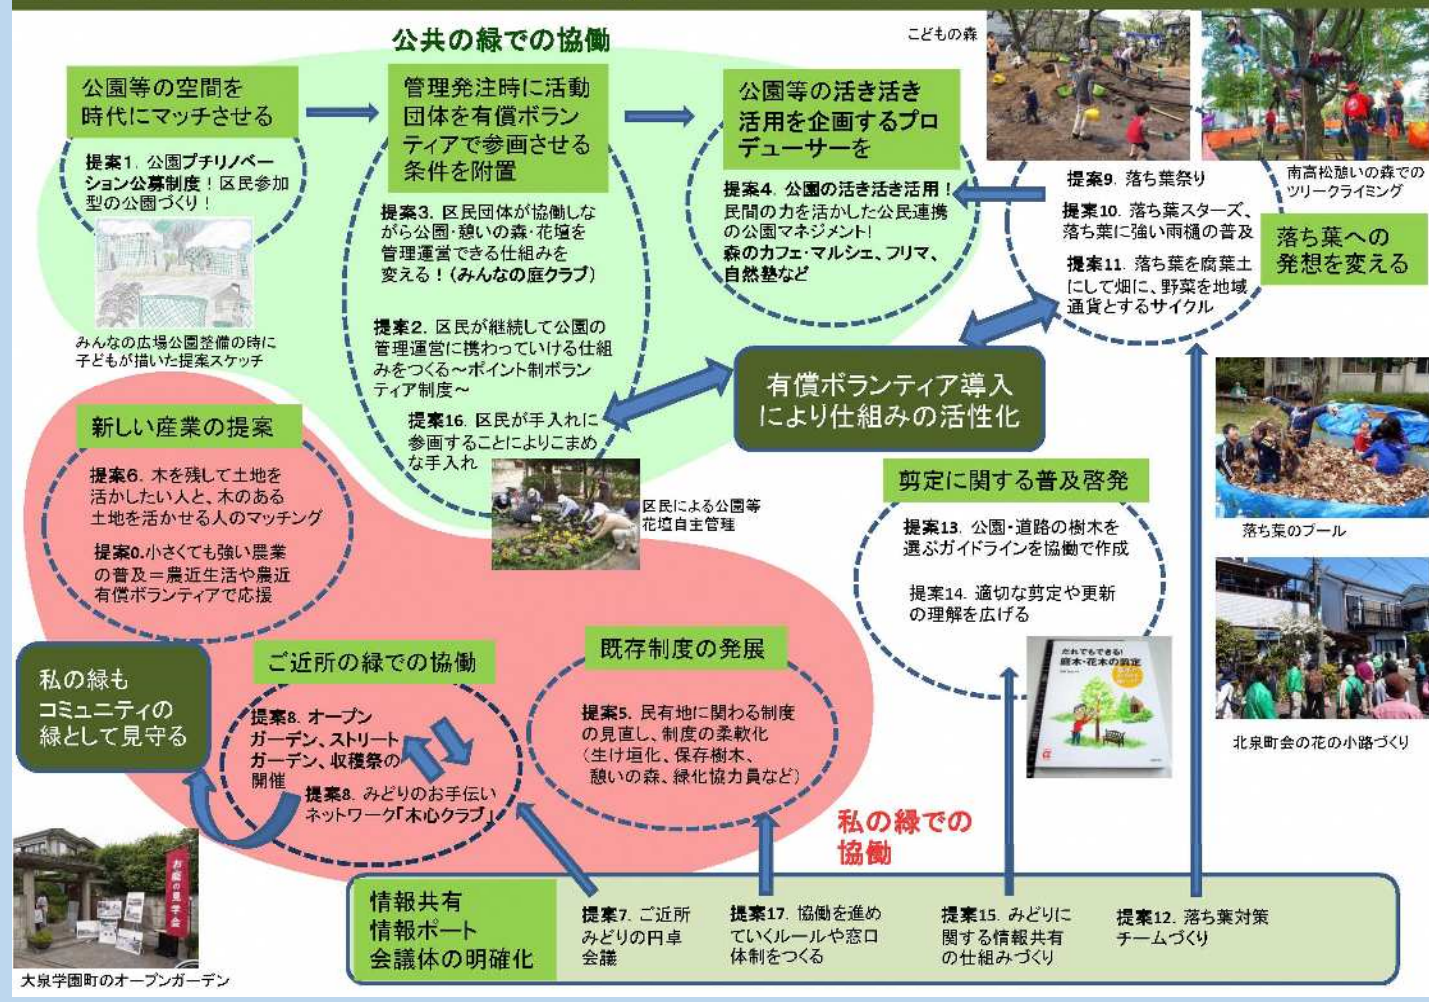 公共の緑での協働
こどもの森
公園等の空間を
時代にマッチさせる
提案1. 公園プチリノベー
ション公募制度！区民参加
型の公園づくり！
みんなの広場公園整備の時に
子どもが描いた提案スケッチ
管理発注時に活動
団体を有償ボラン
ティアで参画させる
条件を附置
提案3. 区民団体が協働しな
がら公園・憩いの森・花壇を
管理運営できる仕組みを
変える！(みんなの庭クラブ)
提案2. 区民が継続して公園の
管理運営に携わっていける仕組
みをつくる～ポイント制ボラン
ティア制度～
提案16. 区民が手入れに
参画することによりこまめ
な手入れ
区民による公園等
花壇自主管理
公園等の活き活き
活用を企画するプロ
デューサーを
提案4. 公園の活き活き活用！
民間の力を活かした公民連携
の公園マネジメント!
森のカフェ・マルシェ、フリマ、
自然塾など
南高松憩いの森での
ツリークライミング
提案9. 落ち葉祭り
提案10. 落ち葉スターズ、
落ち葉に強い雨樋の普及
提案11. 落ち葉を腐葉土
にして畑に、野菜を地域
通貨とするサイクル
落ち葉への
発想を変える
有償ボランティア導入
により仕組みの活性化
落ち葉のプール
新しい産業の提案
提案6. 木を残して土地を
活かしたい人と、木のある
土地を活かせる人のマッチング
提案0.小さくても強い農業
の普及＝農近生活や農近
有償ボランティアで応援
剪定に関する普及啓発
提案13. 公園・道路の樹木を
選ぶガイドラインを協働で作成
提案14. 適切な剪定や更新
の理解を広げる
だれでもできる!
庭木・花木の剪定
北泉町会の花の小路づくり
私の緑も
コミュニティの
緑として見守る
ご近所の緑での協働
提案8. オープン
ガーデン、ストリート
ガーデン、収穫祭の
開催
提案8. みどりのお手伝い
ネットワーク「木心クラブ」
既存制度の発展
提案5. 民有地に関わる制度
の見直し、制度の柔軟化
(生け垣化、保存樹木、
憩いの森、緑化協力員など)
私の緑での
協働
お庭の見学会
大泉学園町のオープンガーデン
情報共有
情報ポート
会議体の明確化
提案7. ご近所
みどりの円卓
会議
提案17. 協働を進め
ていくルールや窓口
体制をつくる
提案15. みどりに
関する情報共有
の仕組みづくり
提案12. 落ち葉対策
チームづくり